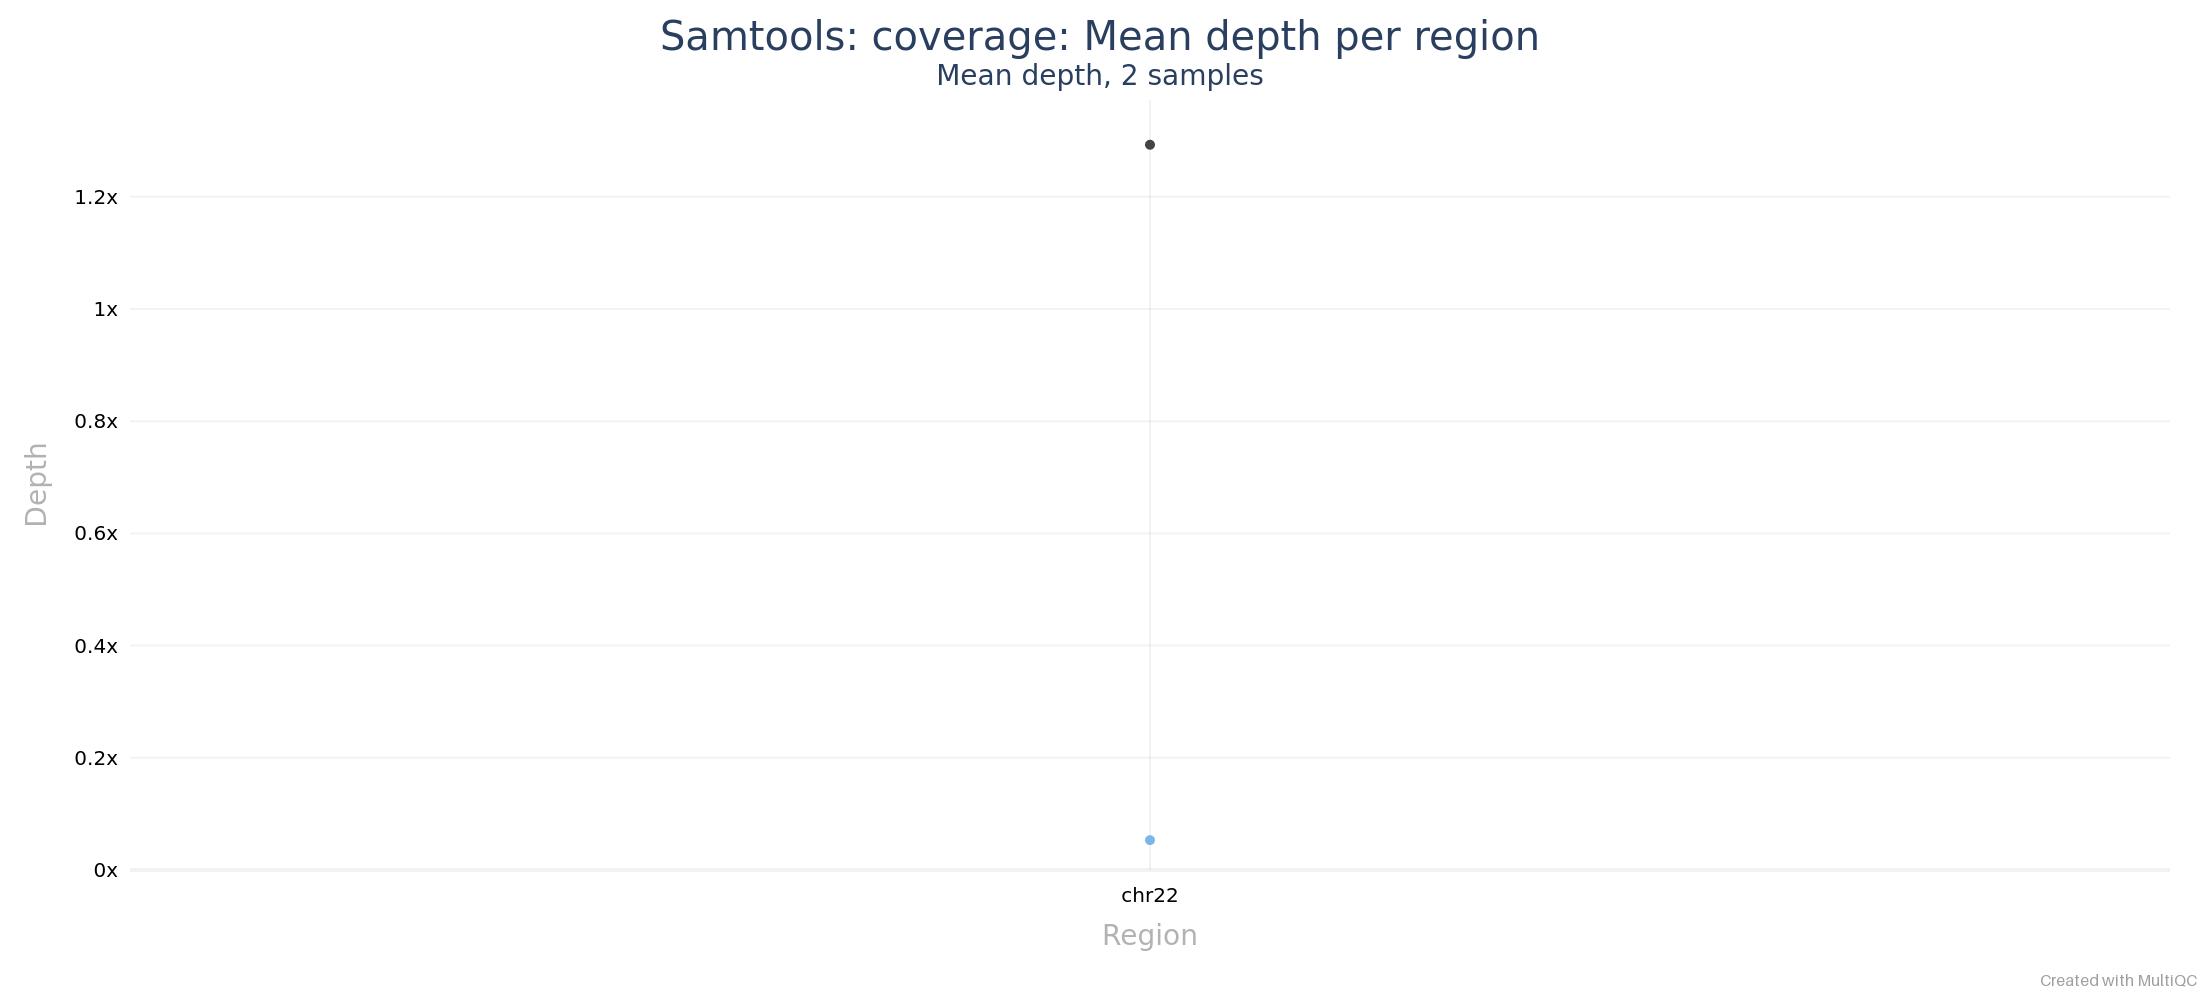 Samtools: coverage: Mean depth per region
Mean depth, 2 samples
1.2x
1x
0.8x
0.6x
0.4x
0.2x
0x
Depth
chr22
Region
Created with MultiQC